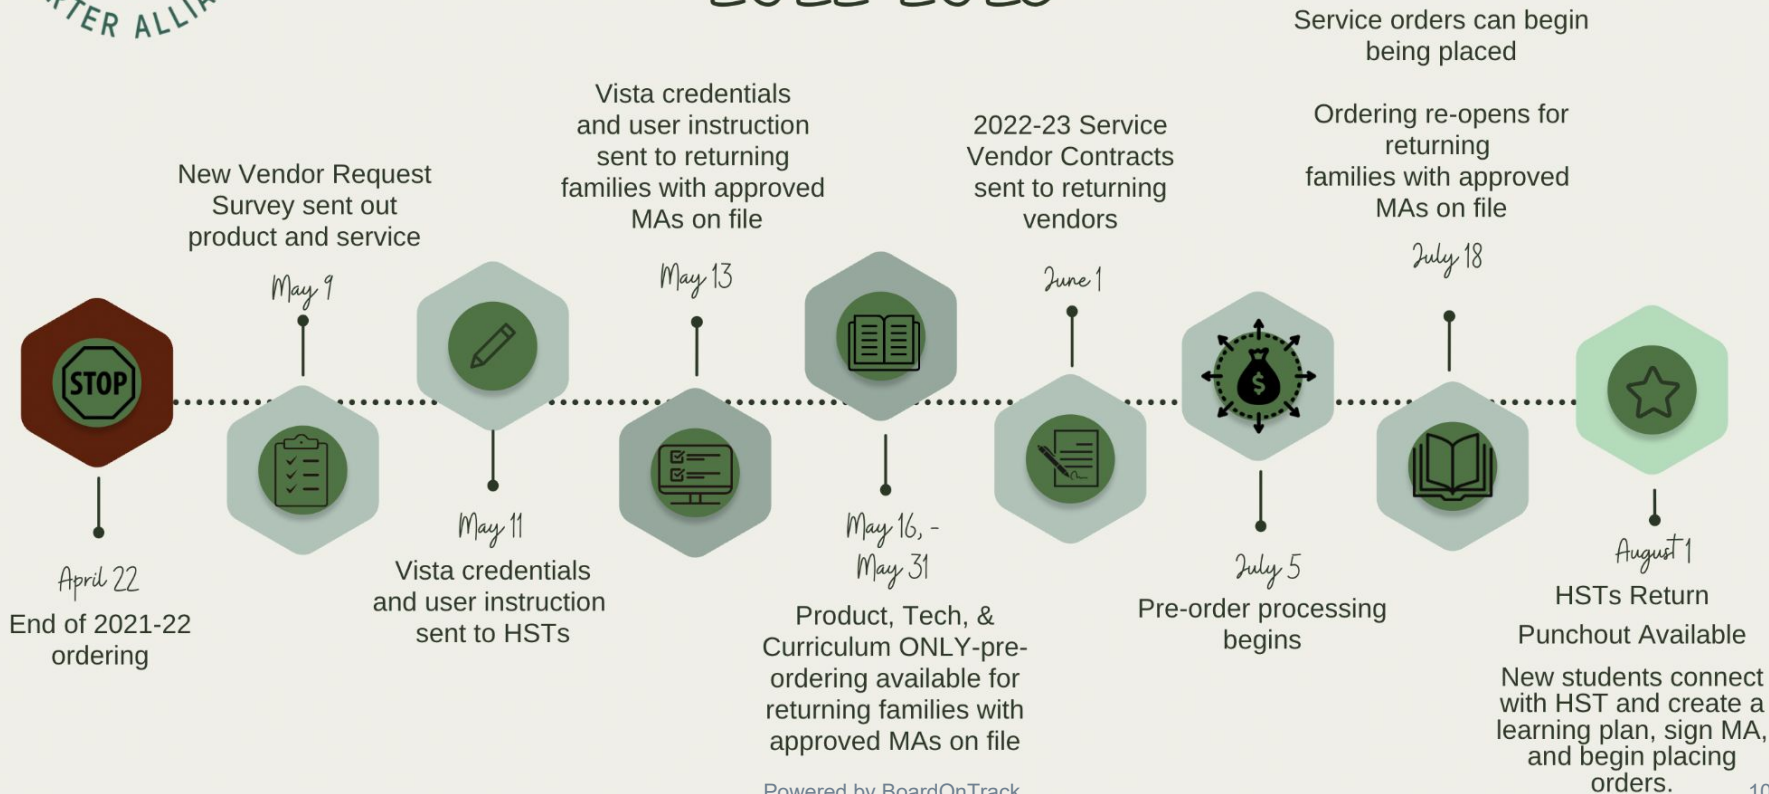 TER ALLI
2022-2023
Service orders can begin
being placed
Ordering re-opens for
returning
families with approved
MAs on file
July 18
Vista credentials
and user instruction
sent to returning
families with approved
MAs on file
May 13
2022-23 Service
Vendor Contracts
sent to returning
vendors
June 1
New Vendor Request
Survey sent out
product and service
May 9
STOP
$
April 22
End of 2021-22
ordering
May 11
Vista credentials
and user instruction
sent to HSTs
May 16, -
May 31
Product, Tech, &
Curriculum ONLY-pre-
ordering available for
returning families with
approved MAs on file
July 5
Pre-order processing
begins
August 1
HSTs Return
Punchout Available
New students connect
with HST and create a
learning plan, sign MA,
and begin placing
orders.
Powered by BoardOnTrack
10